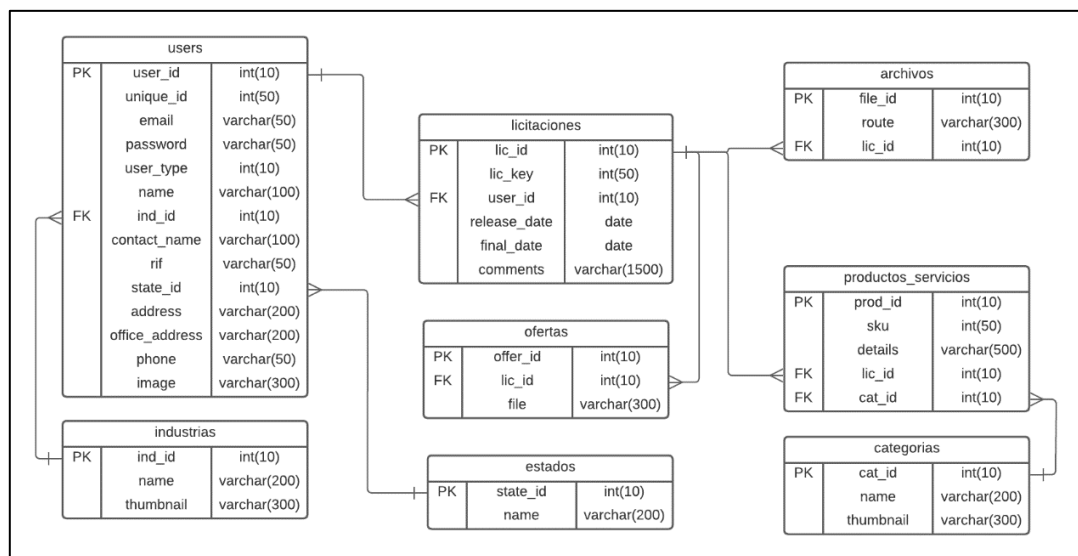 users
PK user_id int(10)
unique_id int(50)
email varchar(50)
password varchar(50)
user_type int(10)
name varchar(100)
FK ind_id int(10)
contact_name varchar(100)
rif varchar(50)
state_id int(10)
address varchar(200)
office_address varchar(200)
phone varchar(50)
image varchar(300)
industrias
PK ind_id int(10)
name varchar(200)
thumbnail varchar(300)
licitaciones
PK lic_id int(10)
lic_key int(50)
FK user_id int(10)
release_date date
final_date date
comments varchar(1500)
ofertas
PK offer_id int(10)
FK lic_id int(10)
file varchar(300)
estados
PK state_id int(10)
name varchar(200)
archivos
PK file_id int(10)
route varchar(300)
FK lic_id int(10)
productos_servicios
PK prod_id int(10)
sku int(50)
details varchar(500)
FK lic_id int(10)
FK cat_id int(10)
categorias
PK cat_id int(10)
name varchar(200)
thumbnail varchar(300)